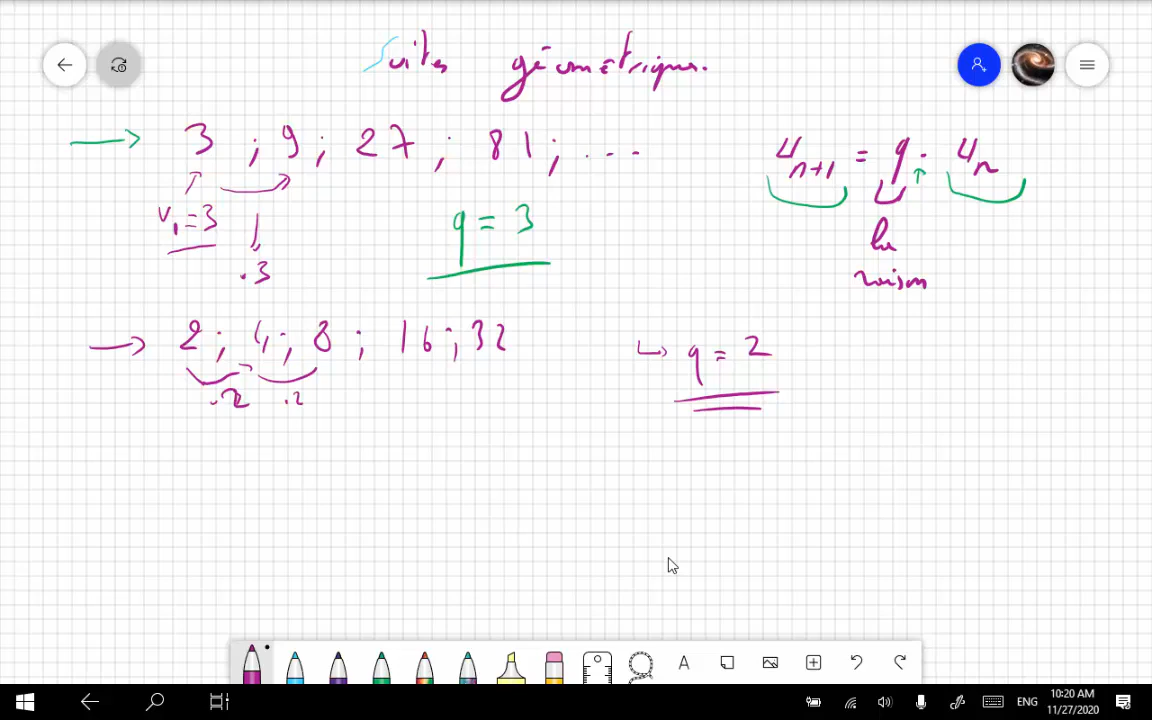 Suites géométriques.
3 ; 9 ; 27 ; 81 ; ...
u_{n+1} = q · u_n
v_1 = 3
.3
q = 3
la
raison
2 ; 4 ; 8 ; 16 ; 32
q = 2
.2 .2
A
ENG
10:20 AM
11/27/2020